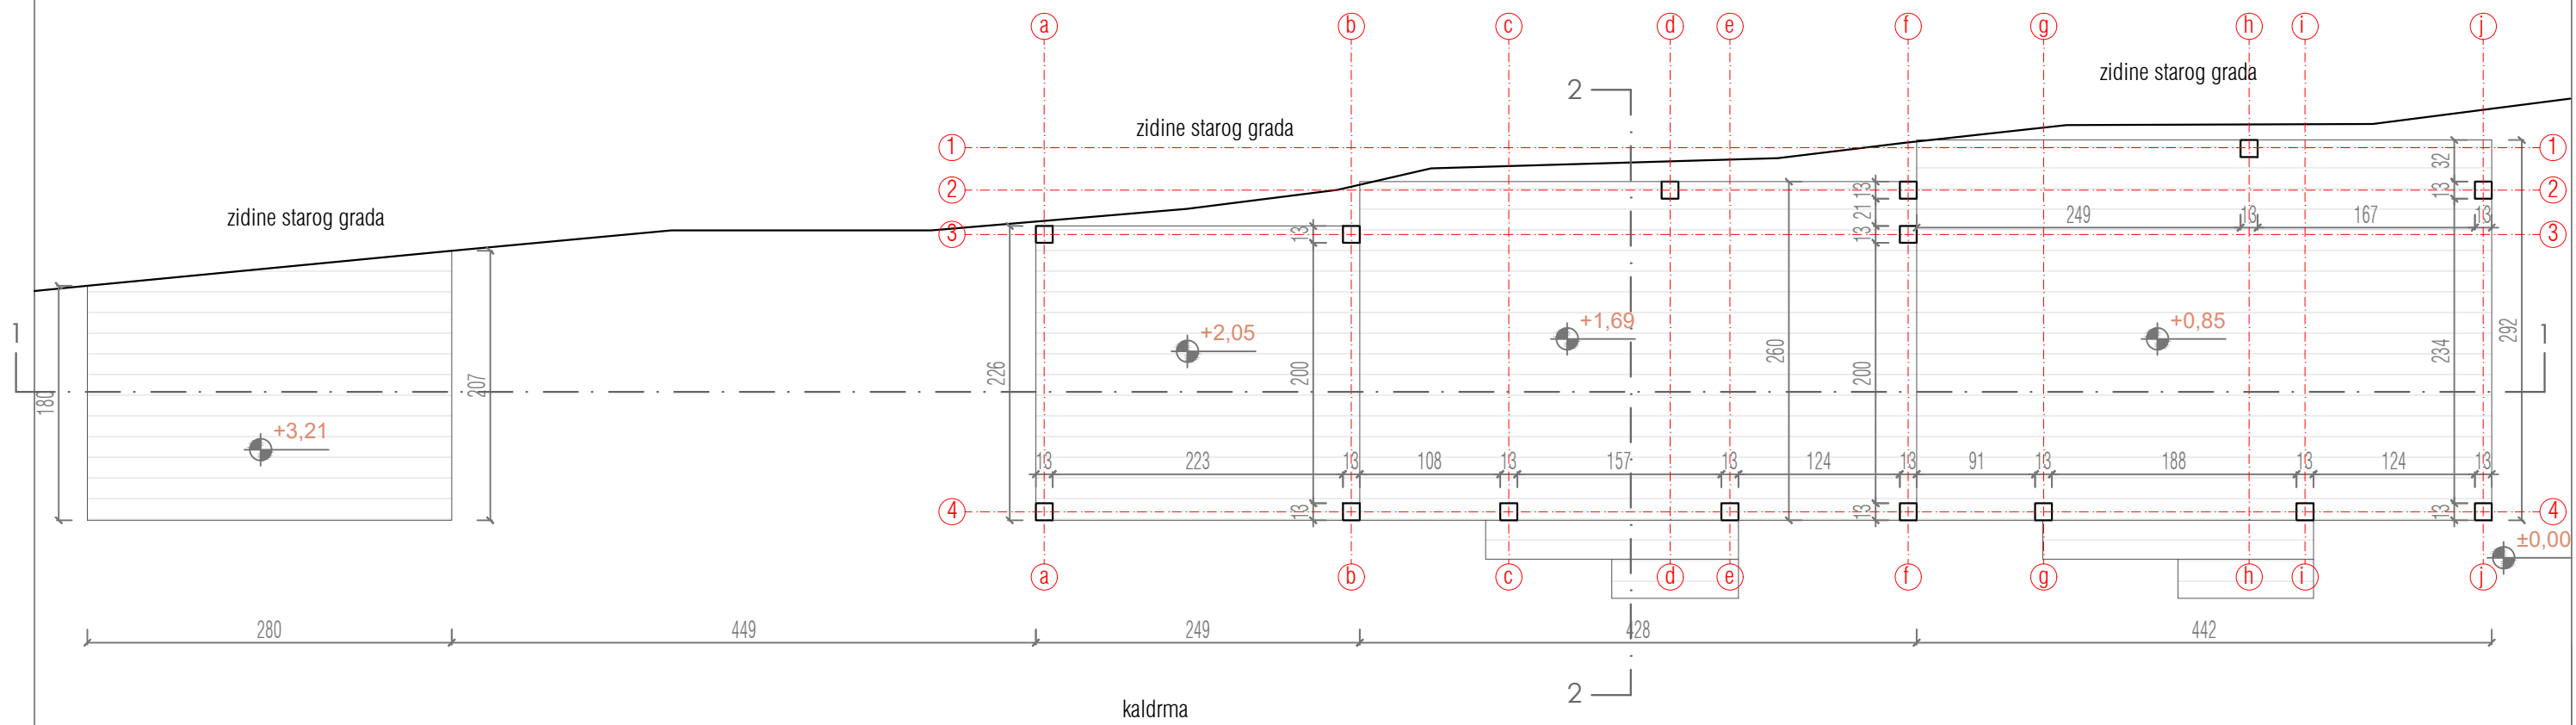 a b c d e f g h i j
zidine starog grada
2
zidine starog grada
1 1
32
2 13 13 2
zidine starog grada
21 249 13 167 13
3 13 13 3
1 +2,05 +1,69 +0,85 292 1
180 207 226 200 260 200 234
+3,21
13 223 13 108 13 157 13 124 13 91 13 188 13 124 13
4 13 13 13 4
±0,00
a b c d e f g h i j
280 449 249 428 442
2
kaldrma